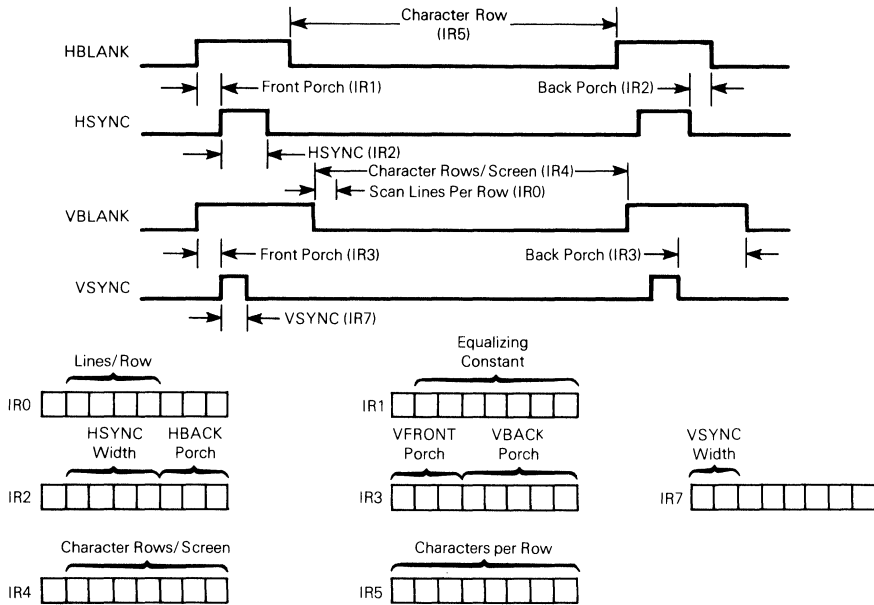 Character Row
(IR5)
HBLANK
Front Porch (IR1)
Back Porch (IR2)
HSYNC
HSYNC (IR2)
Character Rows/Screen (IR4)
Scan Lines Per Row (IR0)
VBLANK
Front Porch (IR3)
Back Porch (IR3)
VSYNC
VSYNC (IR7)
Lines/Row
IR0
Equalizing
Constant
IR1
HSYNC
Width
HBACK
Porch
IR2
VFRONT
Porch
VBACK
Porch
IR3
VSYNC
Width
IR7
Character Rows/Screen
IR4
Characters per Row
IR5